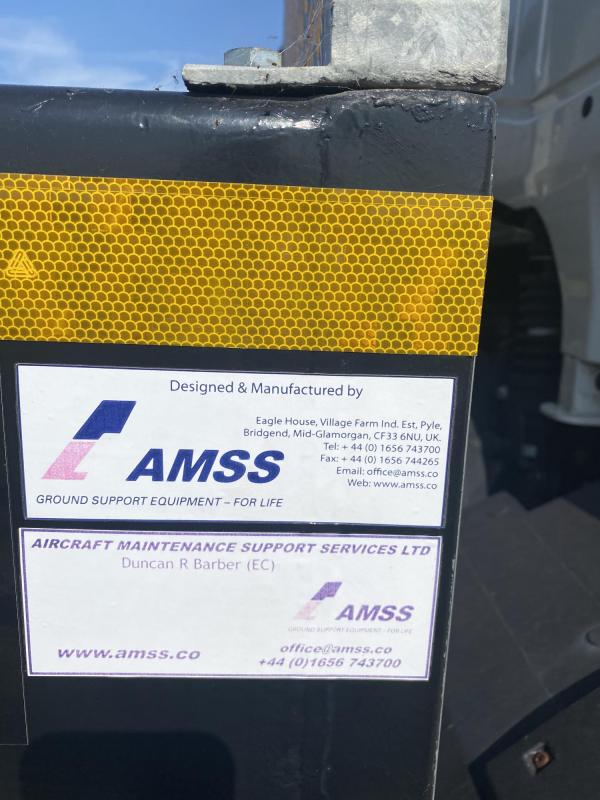 Designed & Manufactured by
Eagle House, Village Farm Ind. Est, Pyle,
Bridgend, Mid-Glamorgan, CF33 6NU, UK.
Tel: + 44 (0) 1656 743700
Fax: + 44 (0) 1656 744265
Email: office@amss.co
Web: www.amss.co
AMSS
GROUND SUPPORT EQUIPMENT – FOR LIFE
AIRCRAFT MAINTENANCE SUPPORT SERVICES LTD
Duncan R Barber (EC)
AMSS
GROUND SUPPORT EQUIPMENT - FOR LIFE
www.amss.co
office@amss.co
+44 (0)1656 743700